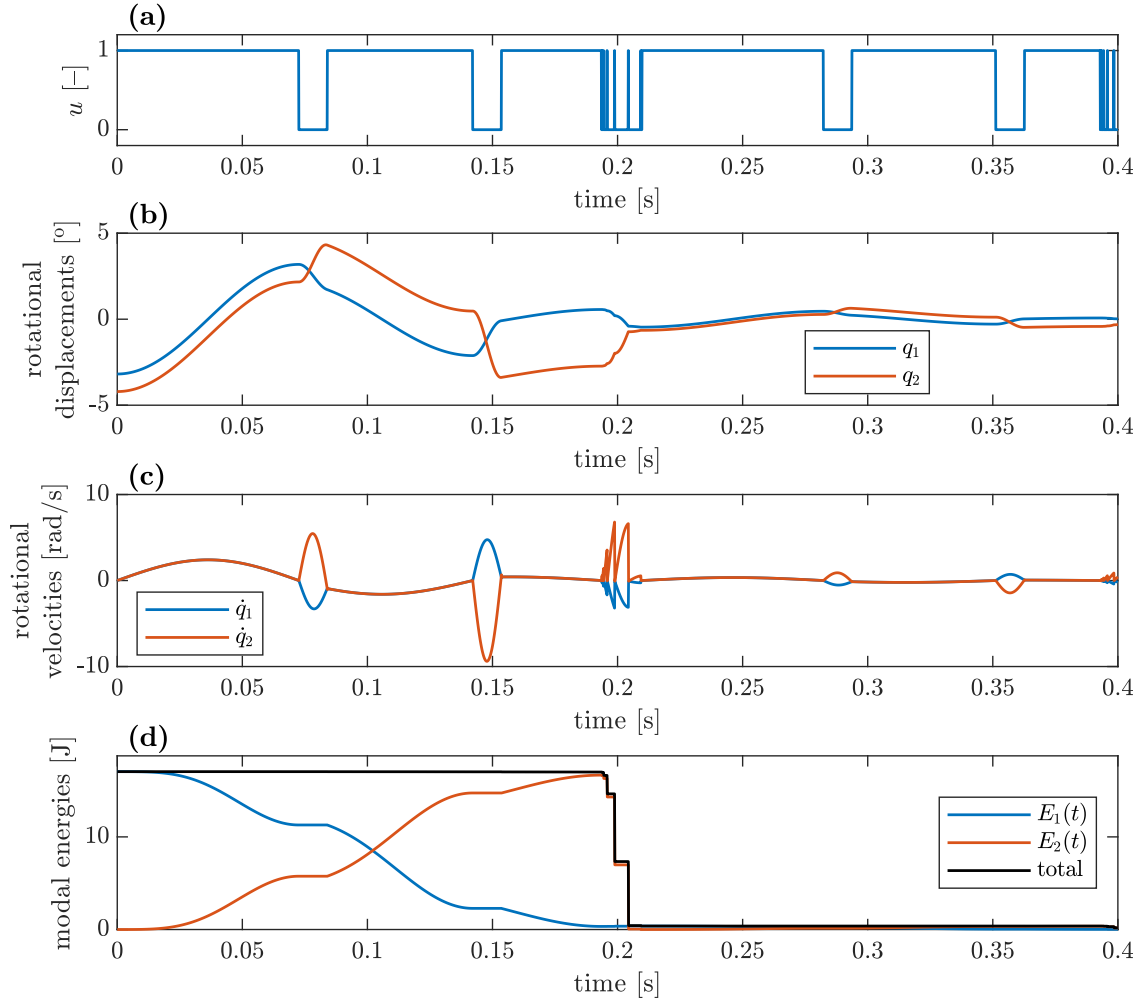 (a)
1
0
u [−]
0 0.05 0.1 0.15 0.2 0.25 0.3 0.35 0.4
time [s]
(b)
5
0
-5
rotational
displacements [°]
q₁
q₂
0 0.05 0.1 0.15 0.2 0.25 0.3 0.35 0.4
time [s]
(c)
10
0
-10
rotational
velocities [rad/s]
q̇₁
q̇₂
0 0.05 0.1 0.15 0.2 0.25 0.3 0.35 0.4
time [s]
(d)
10
0
modal energies [J]
E₁(t)
E₂(t)
total
0 0.05 0.1 0.15 0.2 0.25 0.3 0.35 0.4
time [s]